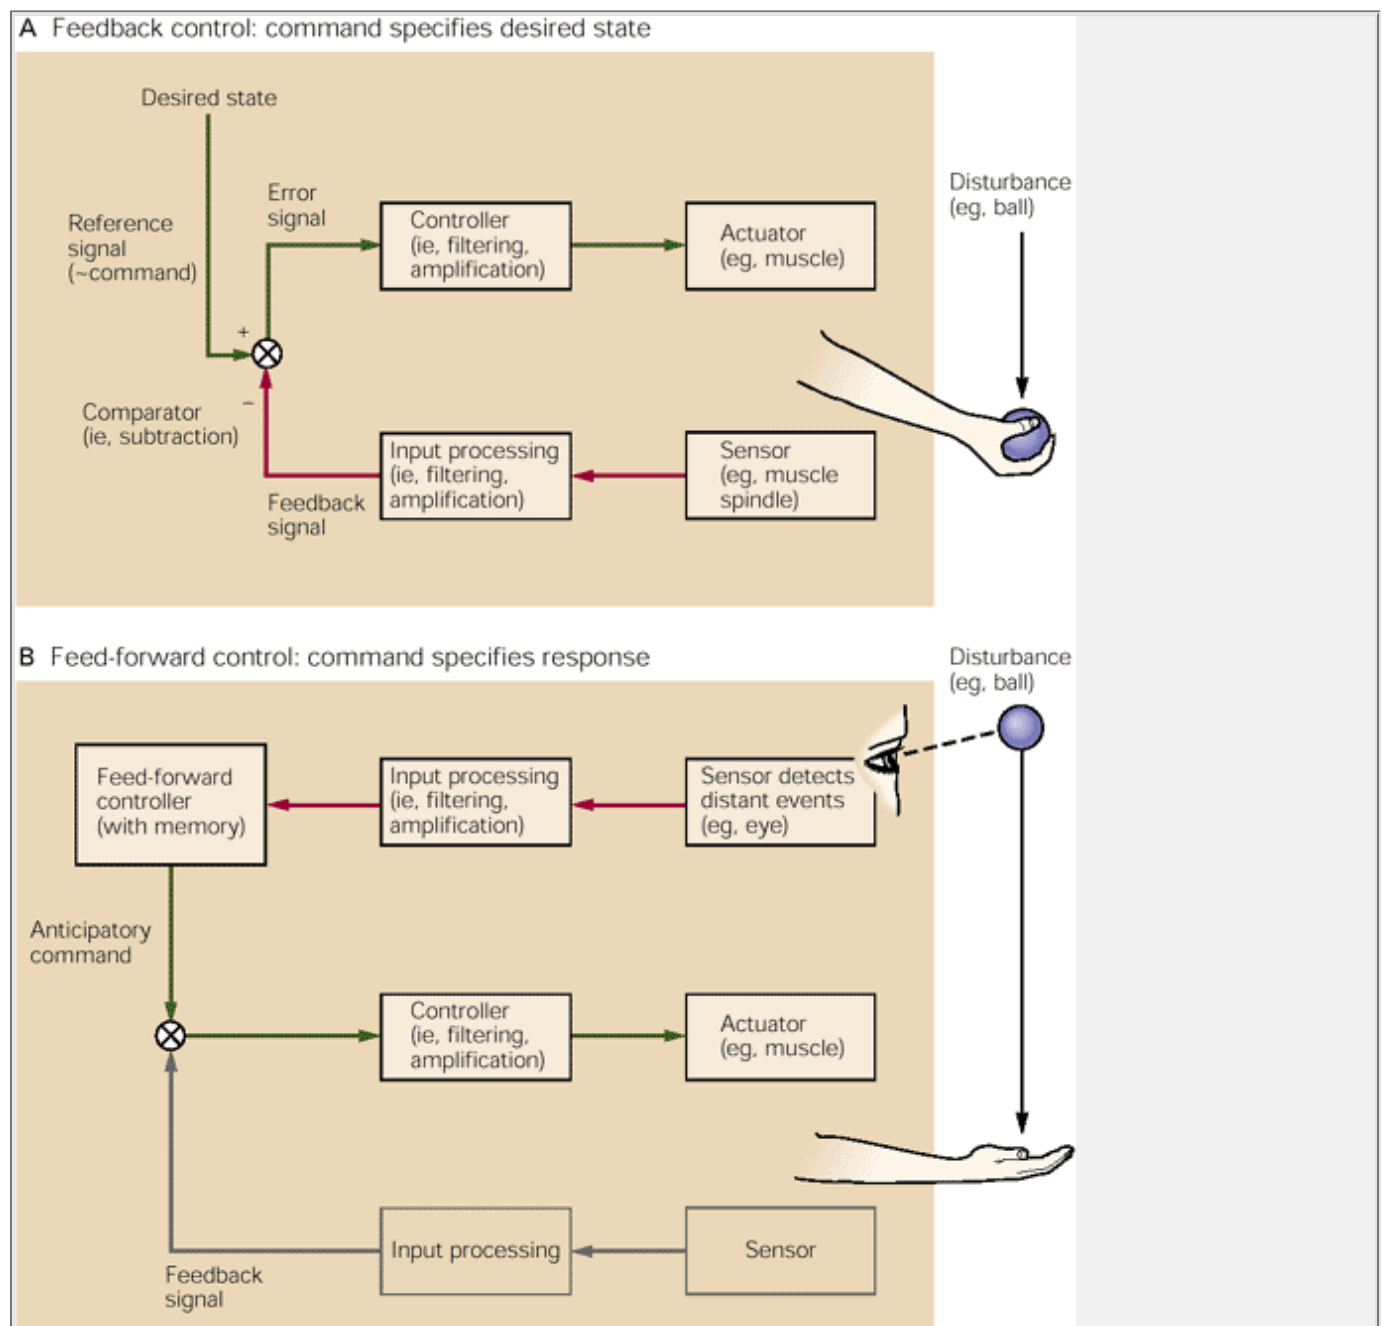 A Feedback control: command specifies desired state
Desired state
Disturbance
(eg, ball)
Reference
signal
(~command)
Error
signal
Controller
(ie, filtering,
amplification)
Actuator
(eg, muscle)
+
−
Comparator
(ie, subtraction)
Input processing
(ie, filtering,
amplification)
Sensor
(eg, muscle
spindle)
Feedback
signal
B Feed-forward control: command specifies response
Disturbance
(eg, ball)
Feed-forward
controller
(with memory)
Input processing
(ie, filtering,
amplification)
Sensor detects
distant events
(eg, eye)
Anticipatory
command
Controller
(ie, filtering,
amplification)
Actuator
(eg, muscle)
Input processing
Sensor
Feedback
signal